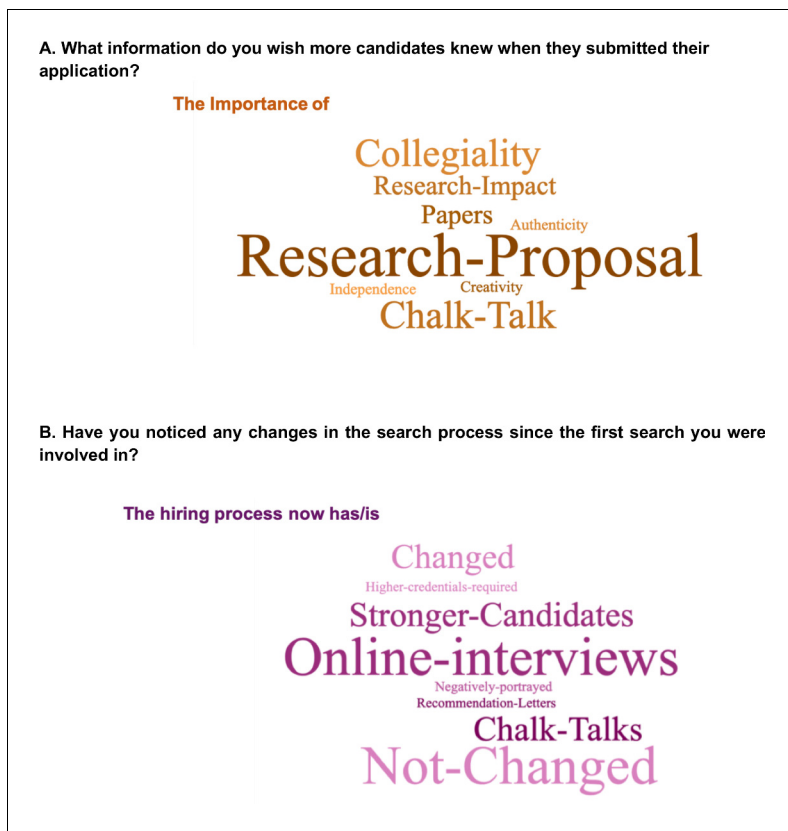 A. What information do you wish more candidates knew when they submitted their
application?
The Importance of
Collegiality
Research-Impact
Papers Authenticity
Research-Proposal
Independence Creativity
Chalk-Talk
B. Have you noticed any changes in the search process since the first search you were
involved in?
The hiring process now has/is
Changed
Higher-credentials-required
Stronger-Candidates
Online-interviews
Negatively-portrayed
Recommendation-Letters
Chalk-Talks
Not-Changed